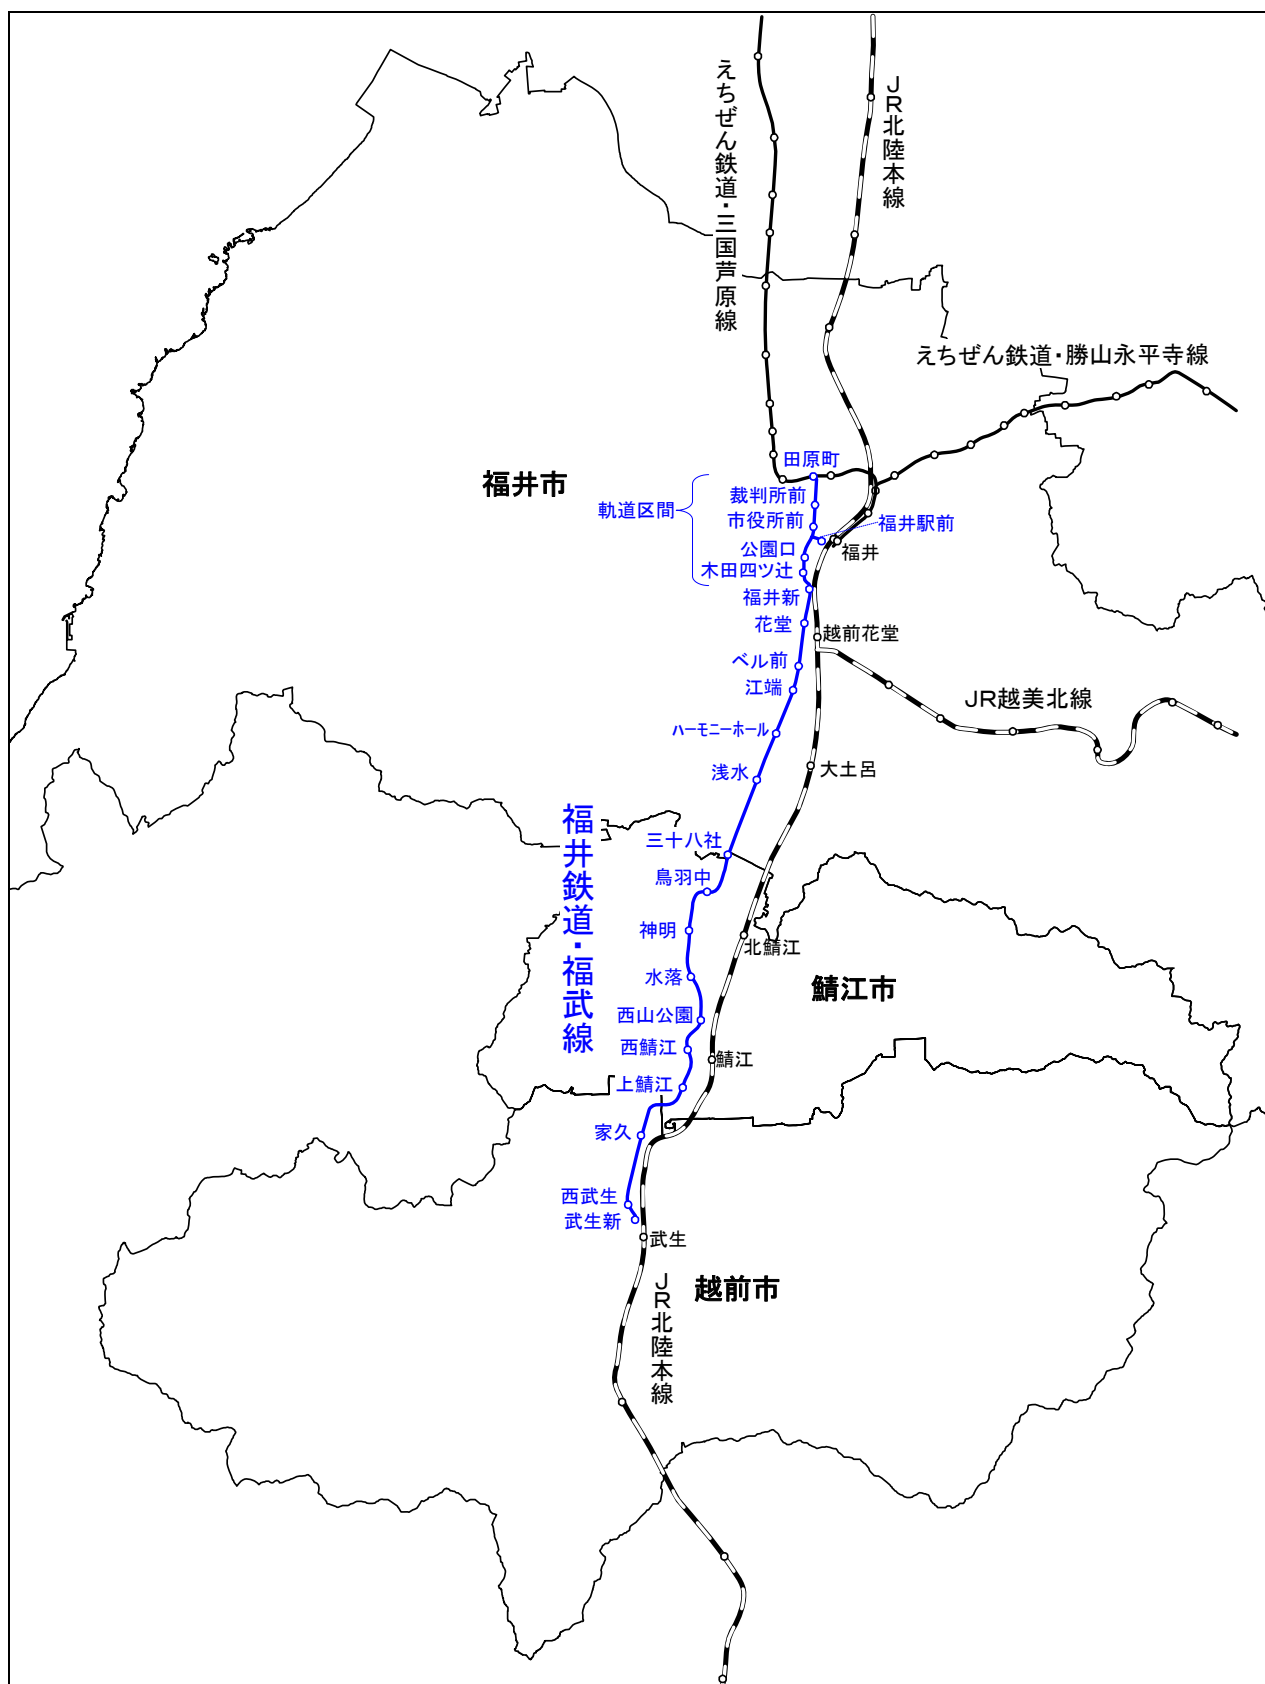 えちぜん鉄道・三国芦原線
JR北陸本線
えちぜん鉄道・勝山永平寺線
福井市
田原町
軌道区間
裁判所前
市役所前
福井駅前
公園口
福井
木田四ツ辻
福井新
花堂
越前花堂
ベル前
江端
JR越美北線
ハーモニーホール
浅水
大土呂
福井鉄道・福武線
三十八社
鳥羽中
神明
北鯖江
水落
鯖江市
西山公園
西鯖江
鯖江
上鯖江
家久
西武生
武生新
武生
JR北陸本線
越前市